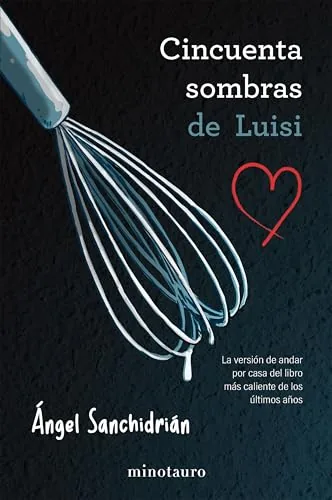 Cincuenta
sombras
de Luisi
La versión de andar
por casa del libro
más caliente de los
últimos años
Ángel Sanchidrián
minotauro